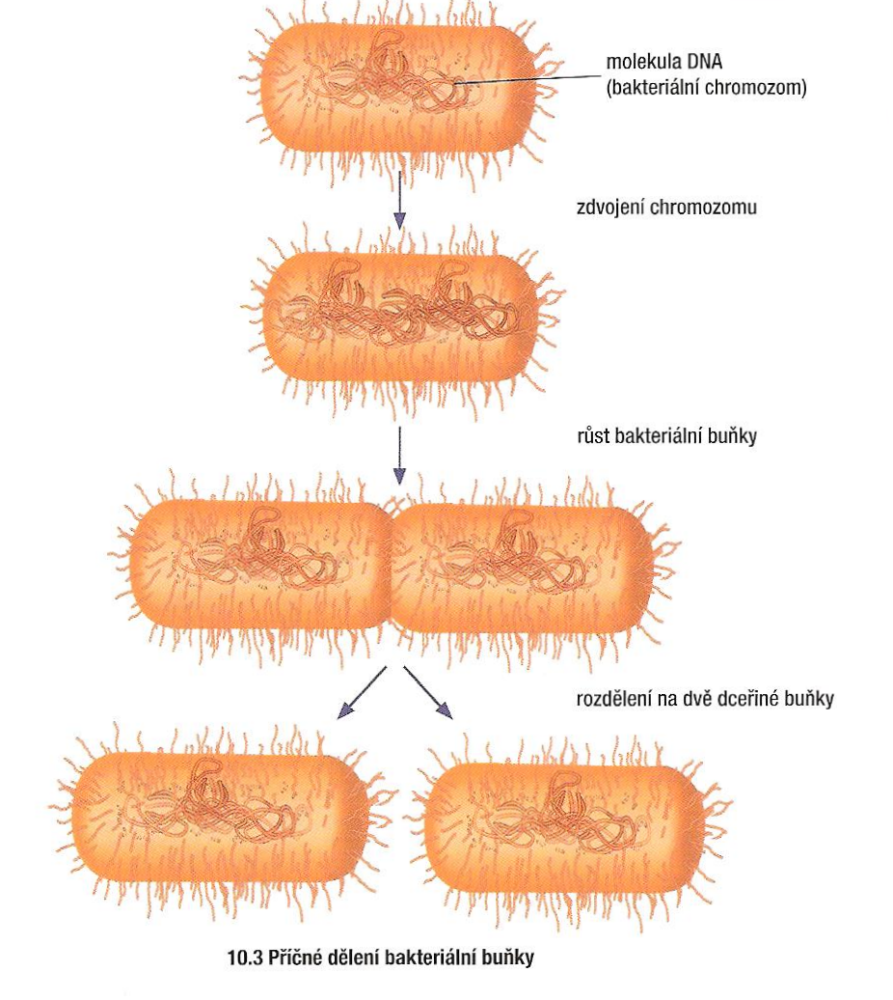 molekula DNA
(bakteriální chromozom)
zdvojení chromozomu
růst bakteriální buňky
rozdělení na dvě dceřiné buňky
10.3 Příčné dělení bakteriální buňky